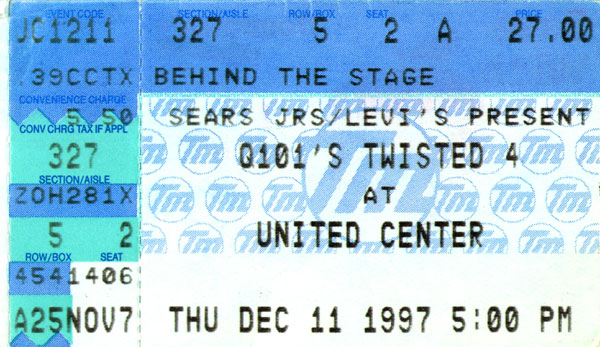 EVENT CODE SECTION/AISLE ROW/BOX SEAT
JC1211 327 5 2 A 27.00
.39CCTX BEHIND THE STAGE
CONVENIENCE CHARGE
5.50 SEARS JRS/LEVI'S PRESENT
CONV CHRG TAX IF APPL
327 Q101'S TWISTED 4
SECTION/AISLE
ZOH281X AT
5 2 UNITED CENTER
ROW/BOX SEAT
4541406
A25NOV7 THU DEC 11 1997 5:00 PM